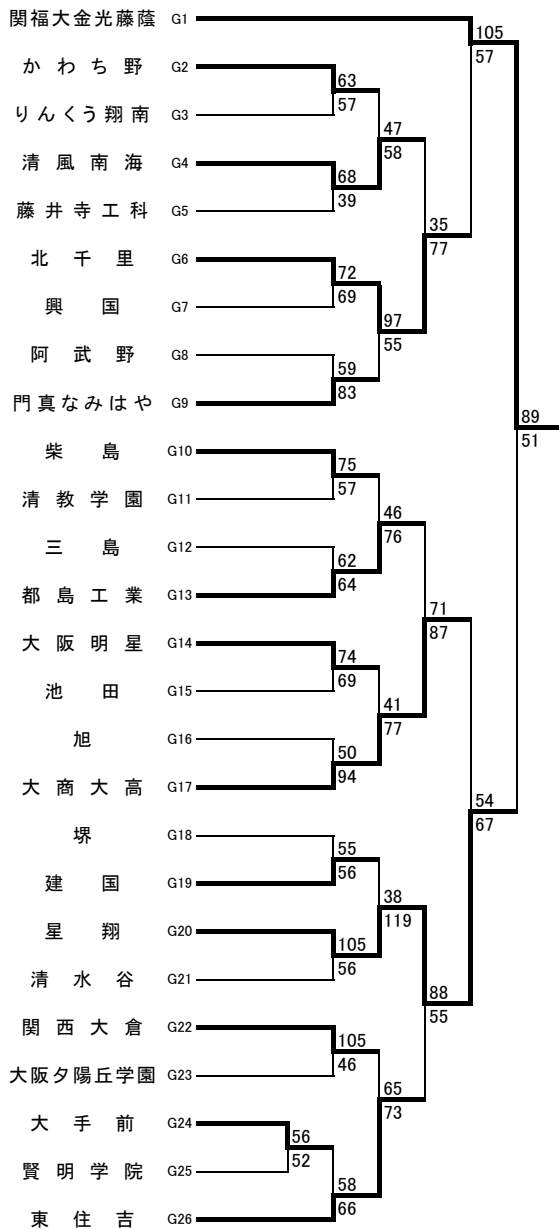 関福大金光藤蔭 G1
105
かわち野 G2
57
63
りんくう翔南 G3
57
47
清風南海 G4
58
68
藤井寺工科 G5
39
35
北千里 G6
77
72
興国 G7
69
97
阿武野 G8
55
59
門真なみはや G9
83
89
柴島 G10
51
75
清教学園 G11
57
46
三島 G12
76
62
都島工業 G13
64
71
大阪明星 G14
87
74
池田 G15
69
41
旭 G16
77
50
大商大高 G17
94
54
堺 G18
67
55
建国 G19
56
38
星翔 G20
119
105
清水谷 G21
56
88
関西大倉 G22
55
105
大阪夕陽丘学園 G23
46
65
大手前 G24
73
56
賢明学院 G25
52
58
東住吉 G26
66